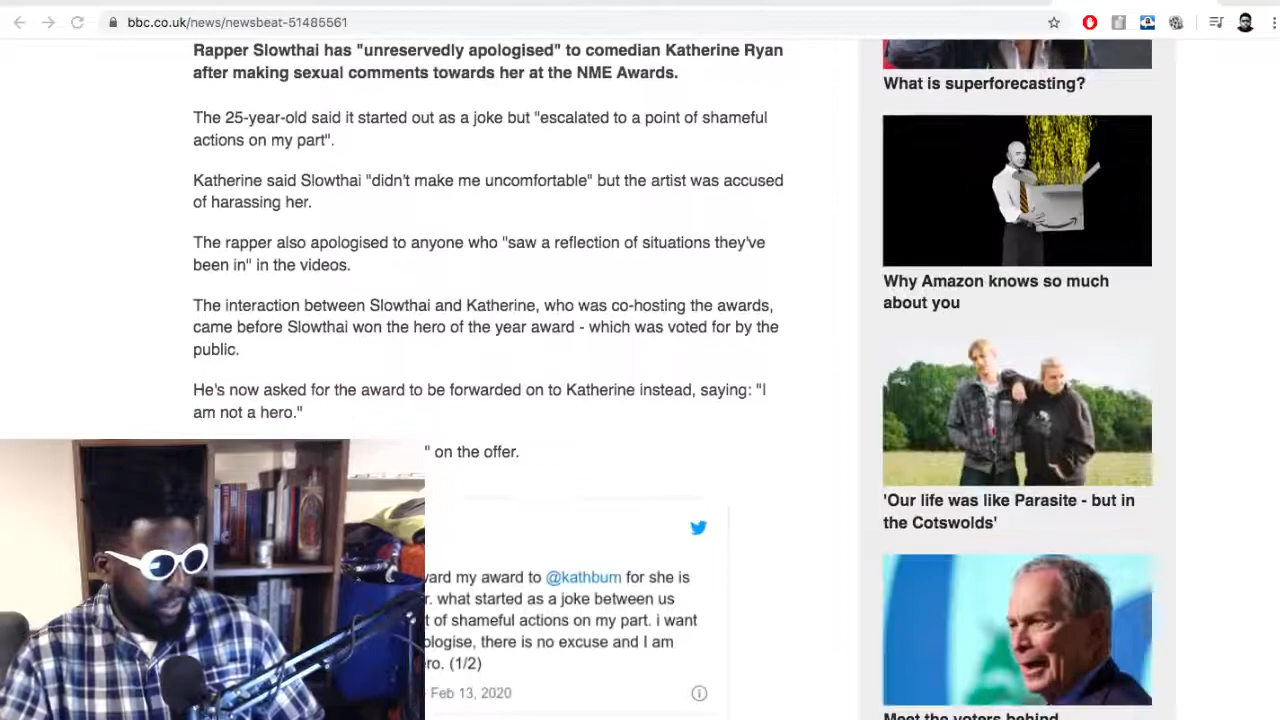 bbc.co.uk/news/newsbeat-51485561
Rapper Slowthai has "unreservedly apologised" to comedian Katherine Ryan
after making sexual comments towards her at the NME Awards.
The 25-year-old said it started out as a joke but "escalated to a point of shameful
actions on my part".
Katherine said Slowthai "didn't make me uncomfortable" but the artist was accused
of harassing her.
The rapper also apologised to anyone who "saw a reflection of situations they've
been in" in the videos.
The interaction between Slowthai and Katherine, who was co-hosting the awards,
came before Slowthai won the hero of the year award - which was voted for by the
public.
He's now asked for the award to be forwarded on to Katherine instead, saying: "I
am not a hero."
" on the offer.
ward my award to @kathbum for she is
r. what started as a joke between us
t of shameful actions on my part. i want
pologise, there is no excuse and I am
ero. (1/2)
Feb 13, 2020
What is superforecasting?
Why Amazon knows so much
about you
'Our life was like Parasite - but in
the Cotswolds'
Meet the voters behind